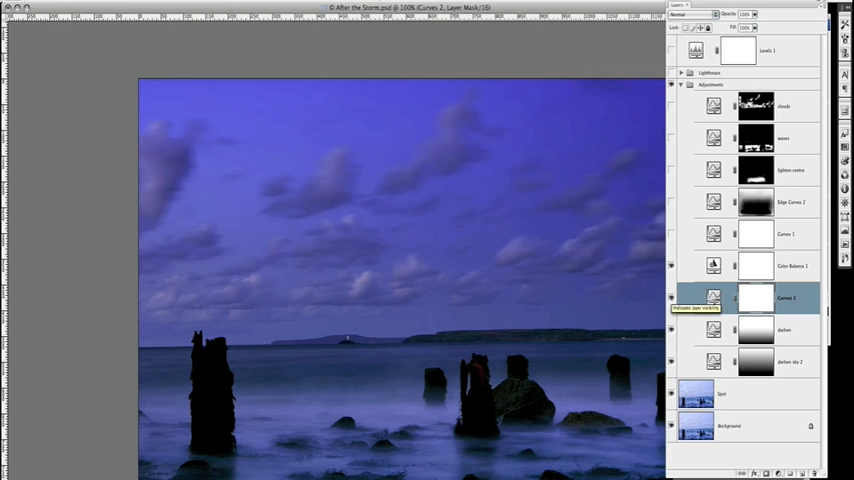 © After the Storm.psd @ 100% (Curves 2, Layer Mask/16)
Layers
Normal
Opacity: 100%
Lock:
Fill: 100%
Levels 1
Lighthouse
Adjustments
clouds
waves
lighten centre
Edge Curves 2
Curves 1
Color Balance 1
Curves 2
Indicates layer visibility
darken
darken sky 2
Spot
Background